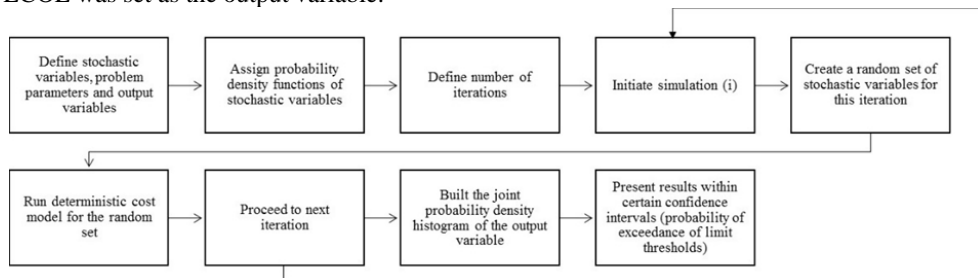 LCOE was set as the output variable.
Define stochastic
variables, problem
parameters and output
variables
Assign probability
density functions of
stochastic variables
Define number of
iterations
Initiate simulation (i)
Create a random set of
stochastic variables for
this iteration
Run deterministic cost
model for the random
set
Proceed to next
iteration
Built the joint
probability density
histogram of the output
variable
Present results within
certain confidence
intervals (probability of
exceedance of limit
thresholds)